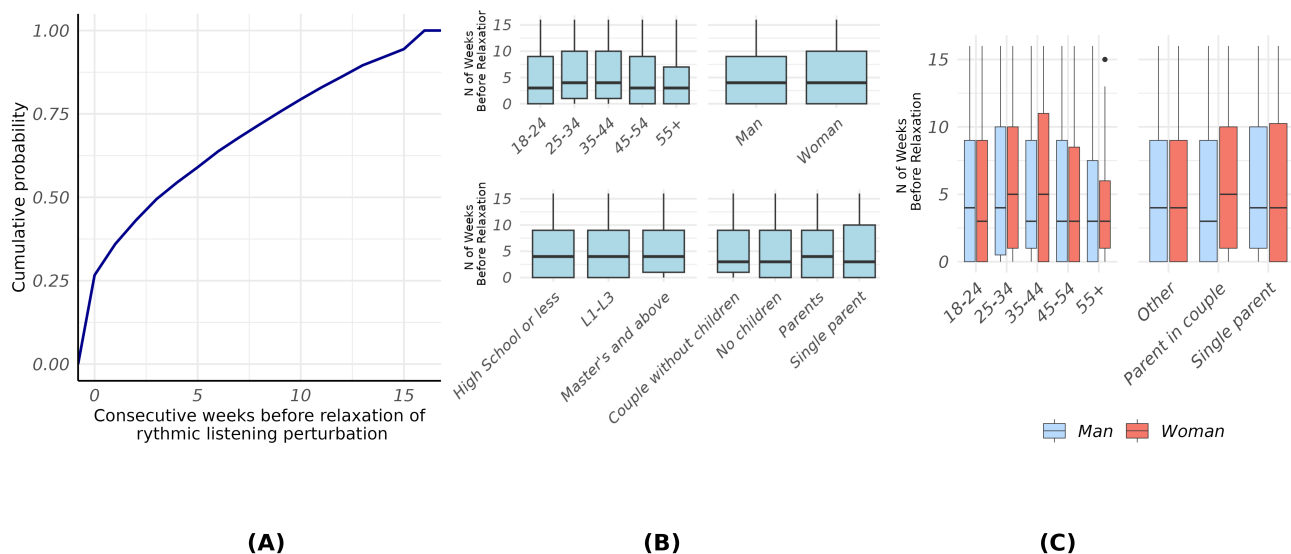 1.00
0.75
0.50
0.25
0.00
Cumulative probability
0 5 10 15
Consecutive weeks before relaxation of
rythmic listening perturbation
(A)
N of Weeks
Before Relaxation
15
10
5
0
18-24 25-34 35-44 45-54 55+
Man Woman
N of Weeks
Before Relaxation
15
10
5
0
High School or less L1-L3 Master's and above
Couple without children No children Parents Single parent
(B)
N of Weeks
Before Relaxation
15
10
5
0
18-24 25-34 35-44 45-54 55+
Other Parent in couple Single parent
Man Woman
(C)